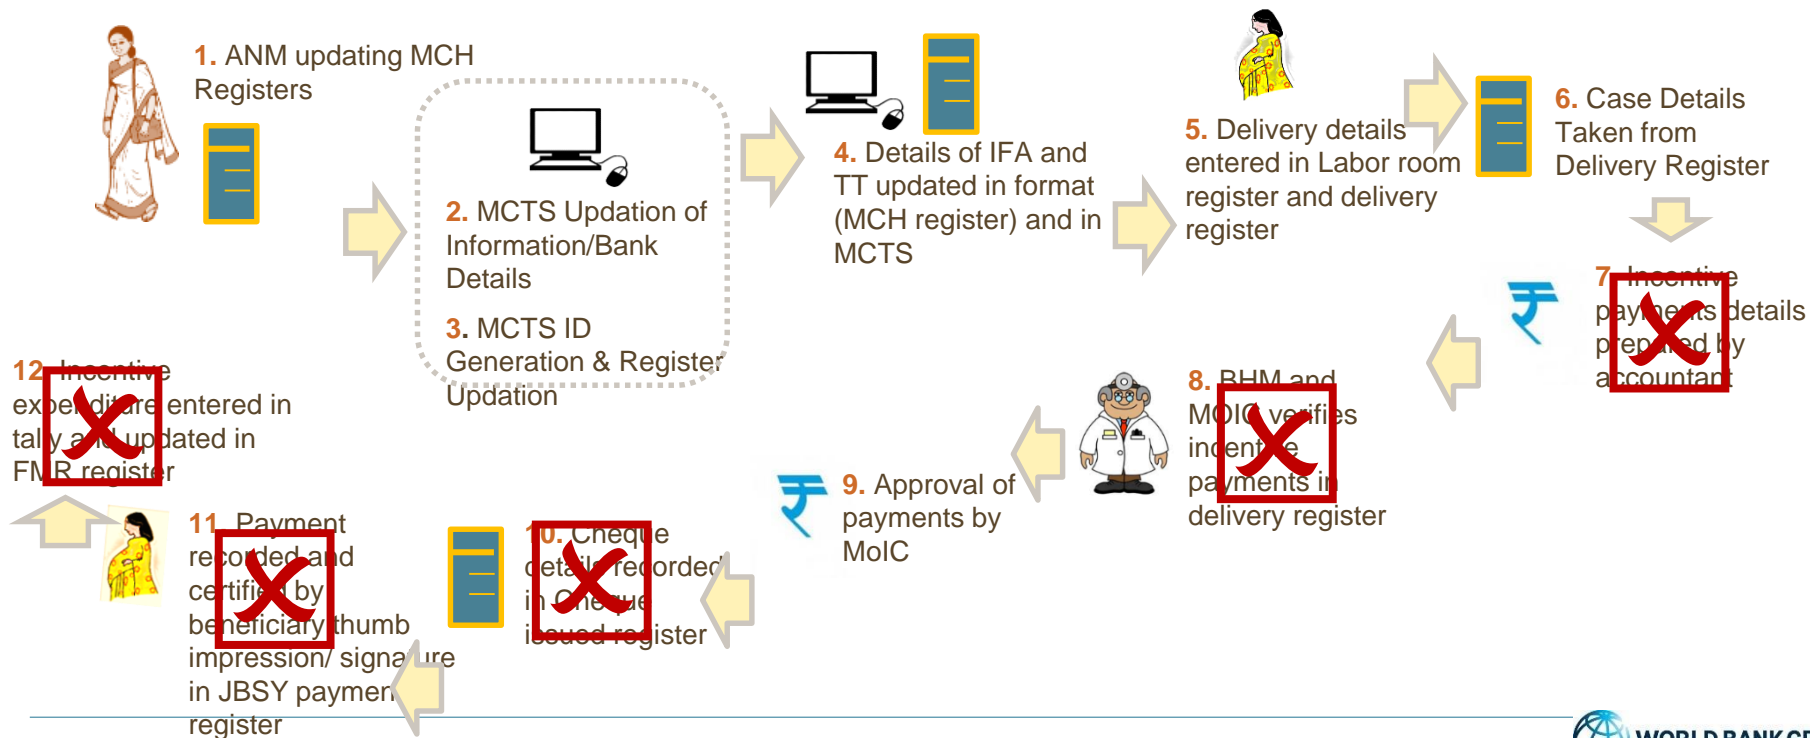 1. ANM updating MCH
Registers
2. MCTS Updation of
Information/Bank
Details
3. MCTS ID
Generation & Register
Updation
4. Details of IFA and
TT updated in format
(MCH register) and in
MCTS
5. Delivery details
entered in Labor room
register and delivery
register
6. Case Details
Taken from
Delivery Register
7. Incentive
payments details
prepared by
accountant
8. BHM and
MOIC verifies
incentive
payments in
delivery register
9. Approval of
payments by
MoIC
10. Cheque
details recorded
in Cheque
issued register
11. Payment
recorded and
certified by
beneficiary thumb
impression/ signature
in JBSY payment
register
12. Incentive
expenditure entered in
tally and updated in
FMR register
WORLD BANK